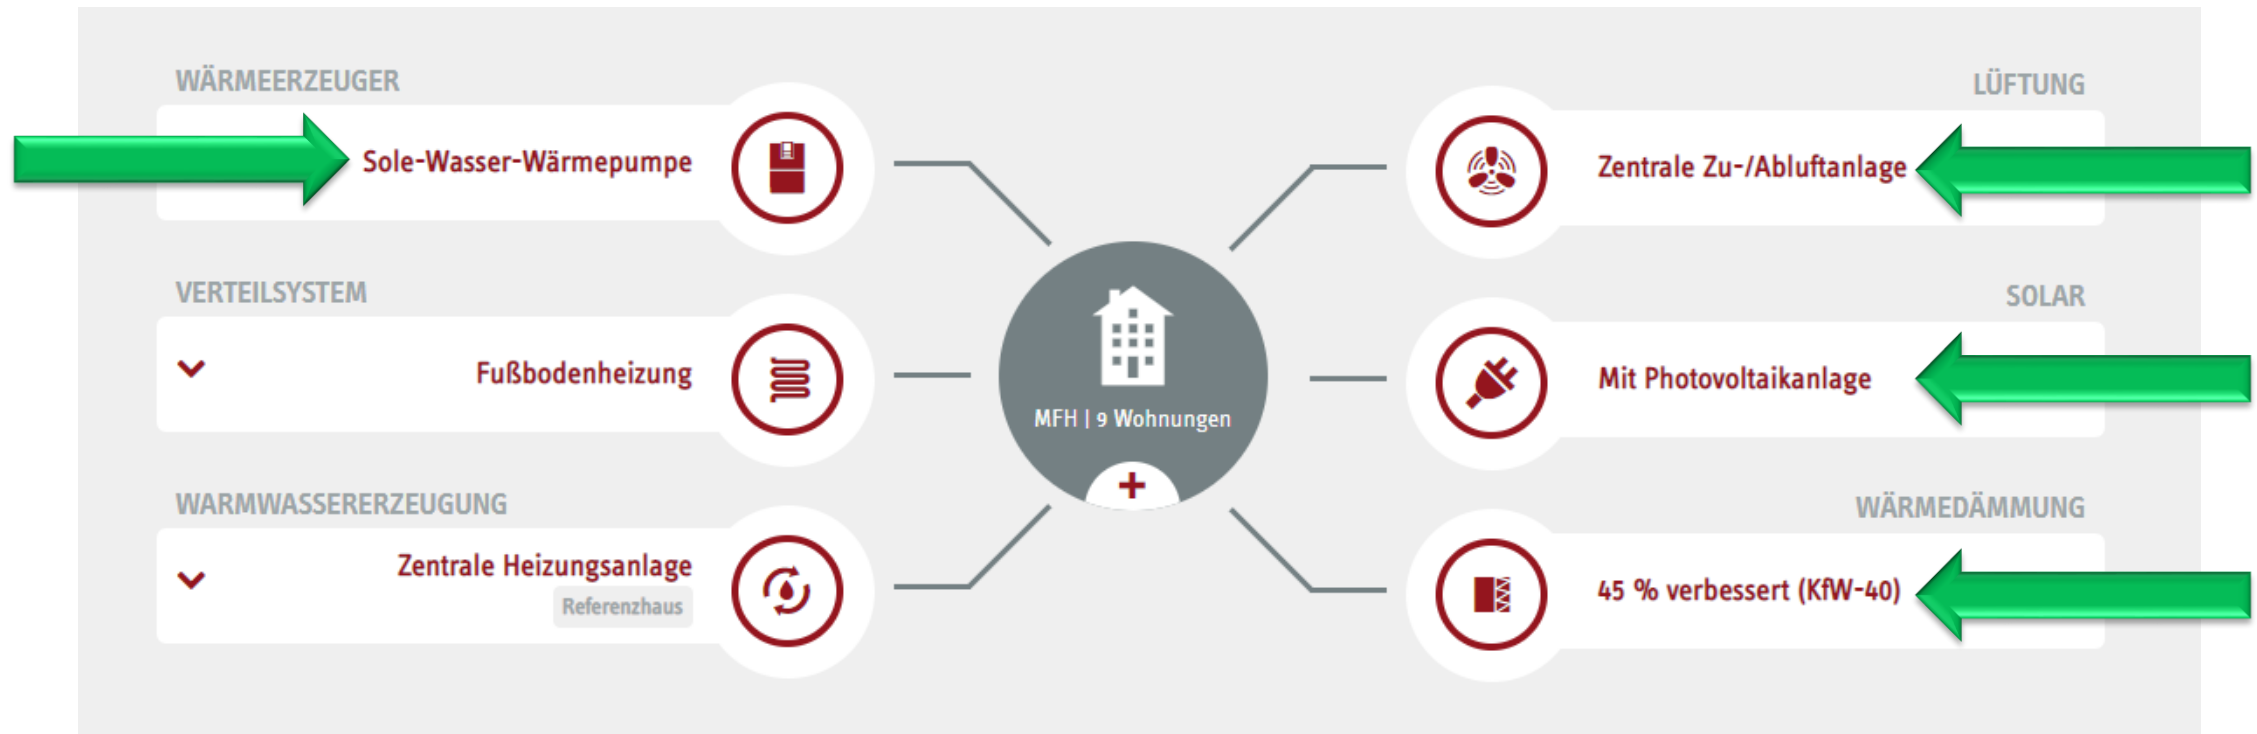 WÄRMEERZEUGER
Sole-Wasser-Wärmepumpe
VERTEILSYSTEM
Fußbodenheizung
WARMWASSERERZEUGUNG
Zentrale Heizungsanlage
Referenzhaus
MFH | 9 Wohnungen
+
LÜFTUNG
Zentrale Zu-/Abluftanlage
SOLAR
Mit Photovoltaikanlage
WÄRMEDÄMMUNG
45 % verbessert (KfW-40)